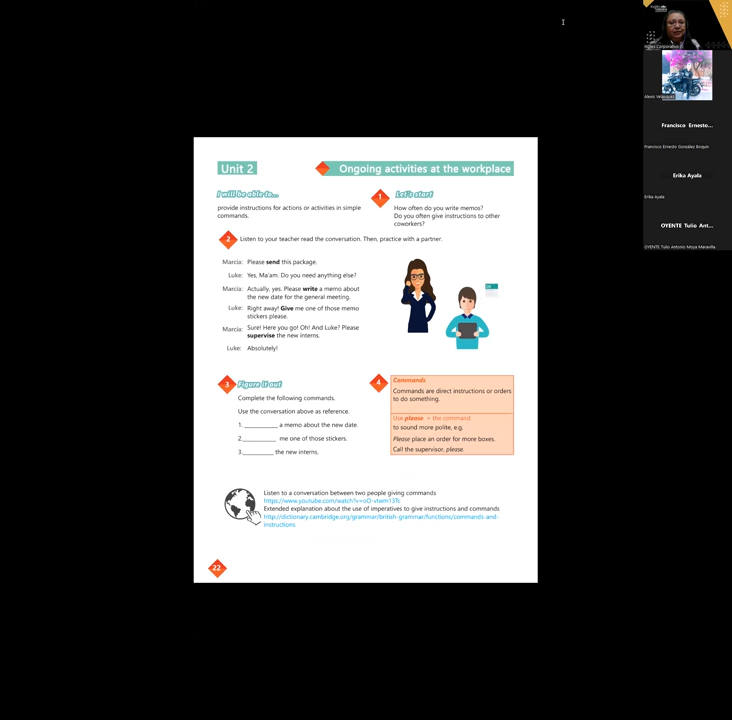 Unit 2
Ongoing activities at the workplace
I will be able to...
provide instructions for actions or activities in simple
commands.
1
Let's start
How often do you write memos?
Do you often give instructions to other
coworkers?
2
Listen to your teacher read the conversation. Then, practice with a partner.
Marcia: Please send this package.
Luke: Yes, Ma'am. Do you need anything else?
Marcia: Actually, yes. Please write a memo about
the new date for the general meeting.
Luke: Right away! Give me one of those memo
stickers please.
Marcia: Sure! Here you go! Oh! And Luke? Please
supervise the new interns.
Luke: Absolutely!
3
Figure it out
Complete the following commands.
Use the conversation above as reference.
1. ___________ a memo about the new date.
2.___________ me one of those stickers.
3.__________ the new interns.
4
Commands
Commands are direct instructions or orders
to do something.
Use please + the command
to sound more polite, e.g.
Please place an order for more boxes.
Call the supervisor, please.
Listen to a conversation between two people giving commands
https://www.youtube.com/watch?v=oD-vtwm13Tc
Extended explanation about the use of imperatives to give instructions and commands
http://dictionary.cambridge.org/grammar/british-grammar/functions/commands-and-
instructions
22
Alexis Velasquez
Francisco Ernesto...
Francisco Ernesto González Boquin
Erika Ayala
Erika Ayala
OYENTE Tulio Ant...
OYENTE Tulio Antonio Moya Maravilla